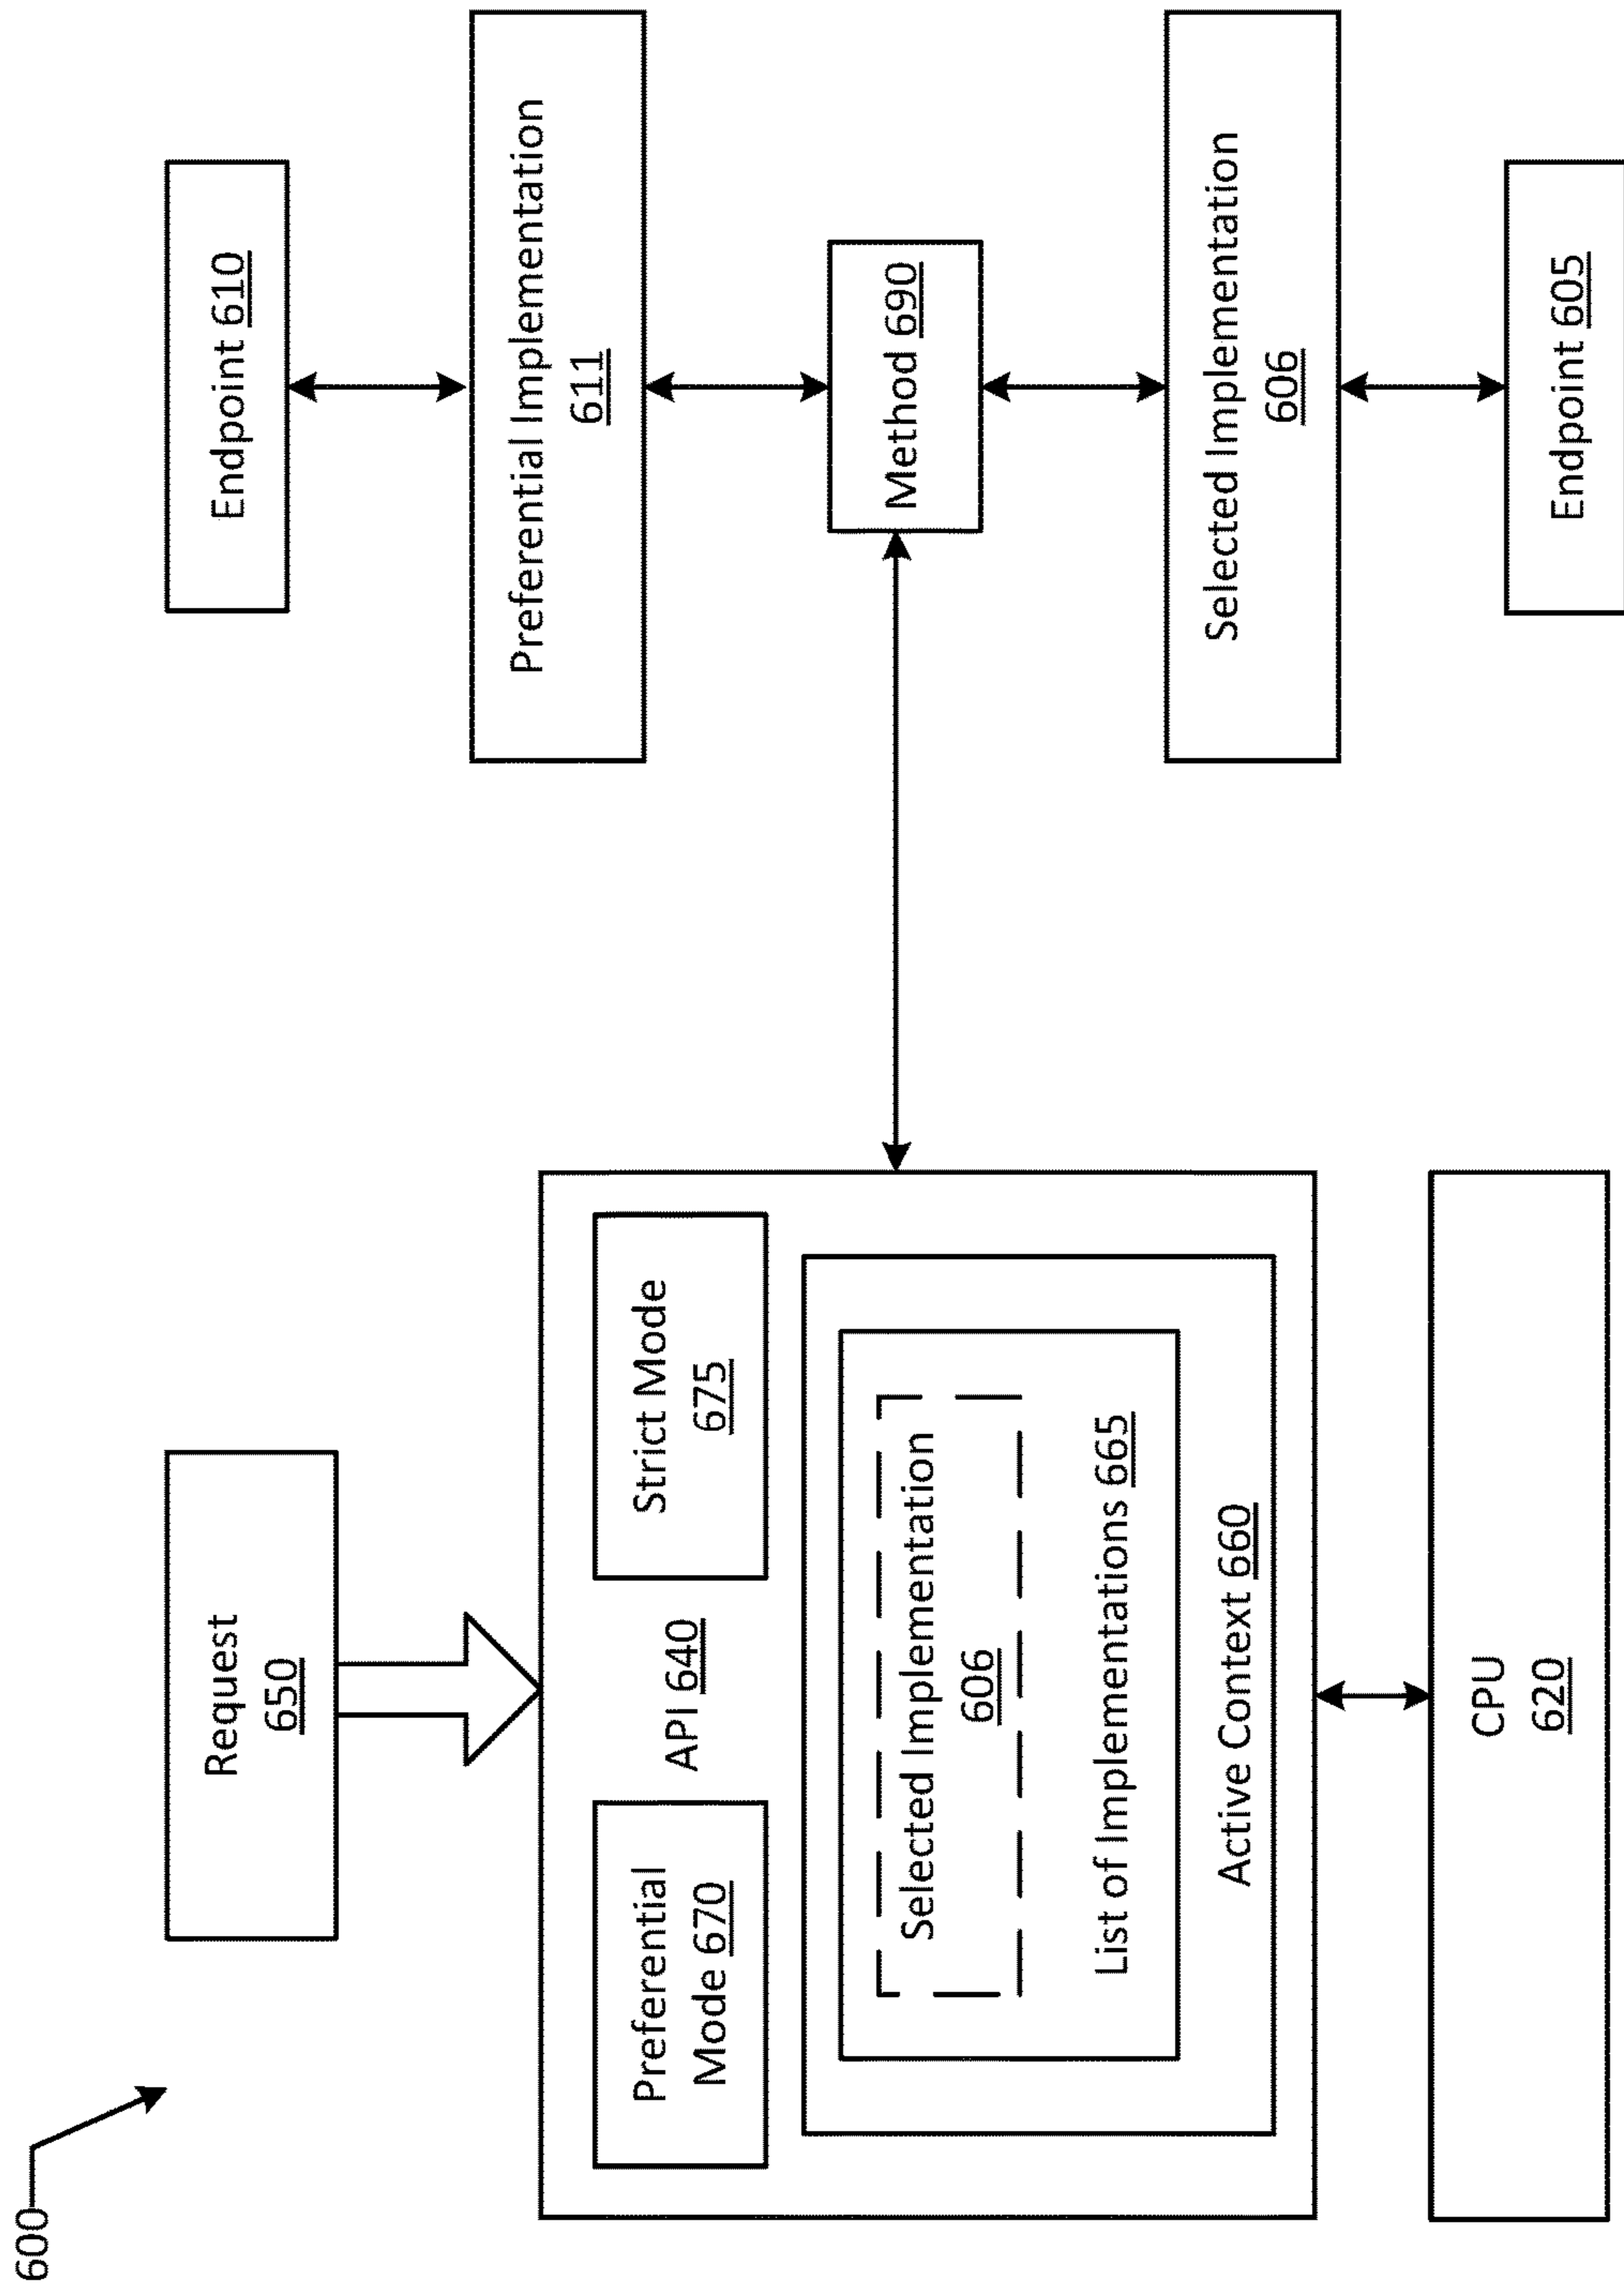 600
Request
650
Preferential
Mode 670
API 640
Strict Mode
675
Selected Implementation
606
List of Implementations 665
Active Context 660
CPU
620
Endpoint 610
Preferential Implementation
611
Method 690
Selected Implementation
606
Endpoint 605